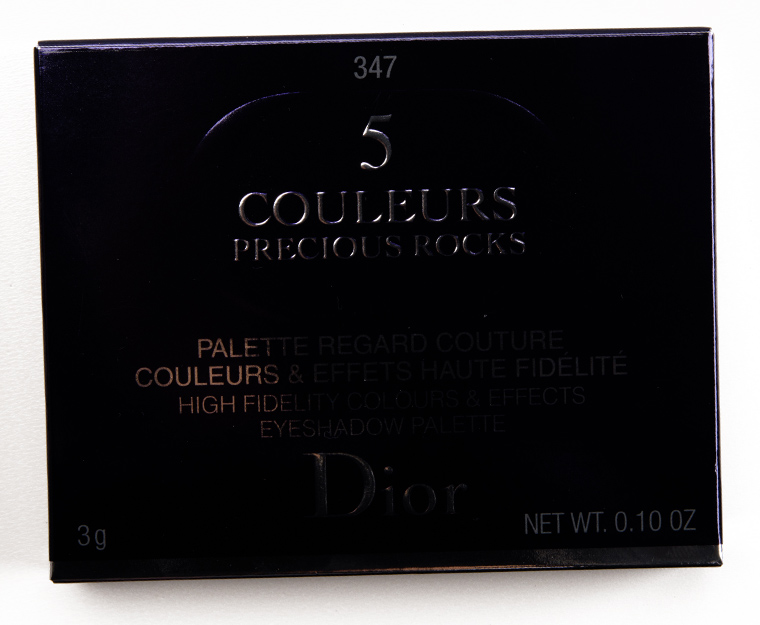 347
5
COULEURS
PRECIOUS ROCKS
PALETTE REGARD COUTURE
COULEURS & EFFETS HAUTE FIDÉLITÉ
HIGH FIDELITY COLOURS & EFFECTS
EYESHADOW PALETTE
Dior
3g
NET WT. 0.10 OZ